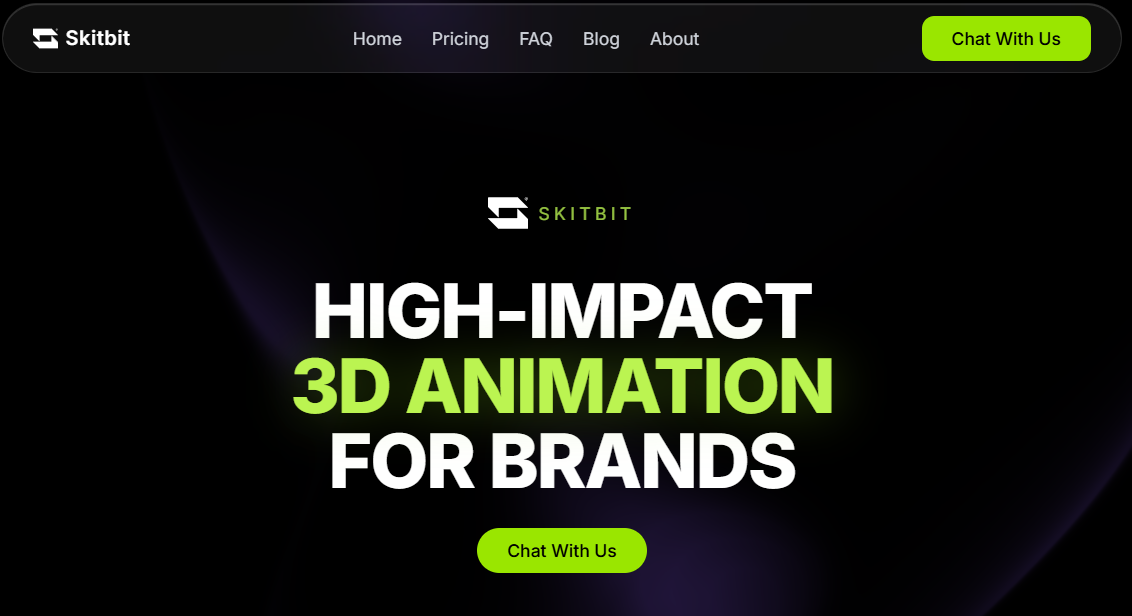 Skitbit
Home Pricing FAQ Blog About
Chat With Us
SKITBIT
HIGH-IMPACT
3D ANIMATION
FOR BRANDS
Chat With Us